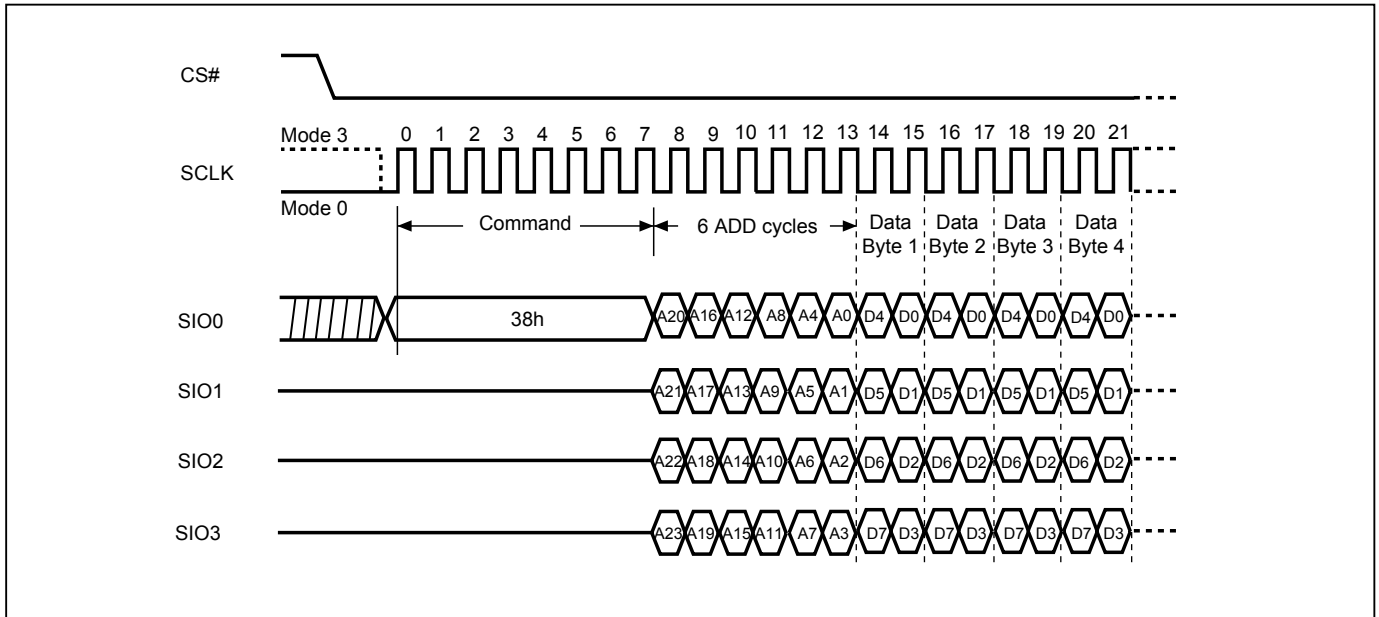 CS#
Mode 3
0 1 2 3 4 5 6 7 8 9 10 11 12 13 14 15 16 17 18 19 20 21
SCLK
Mode 0
Command
6 ADD cycles
Data Byte 1
Data Byte 2
Data Byte 3
Data Byte 4
SIO0
38h
A20 A16 A12 A8 A4 A0 D4 D0 D4 D0 D4 D0 D4 D0
SIO1
A21 A17 A13 A9 A5 A1 D5 D1 D5 D1 D5 D1 D5 D1
SIO2
A22 A18 A14 A10 A6 A2 D6 D2 D6 D2 D6 D2 D6 D2
SIO3
A23 A19 A15 A11 A7 A3 D7 D3 D7 D3 D7 D3 D7 D3